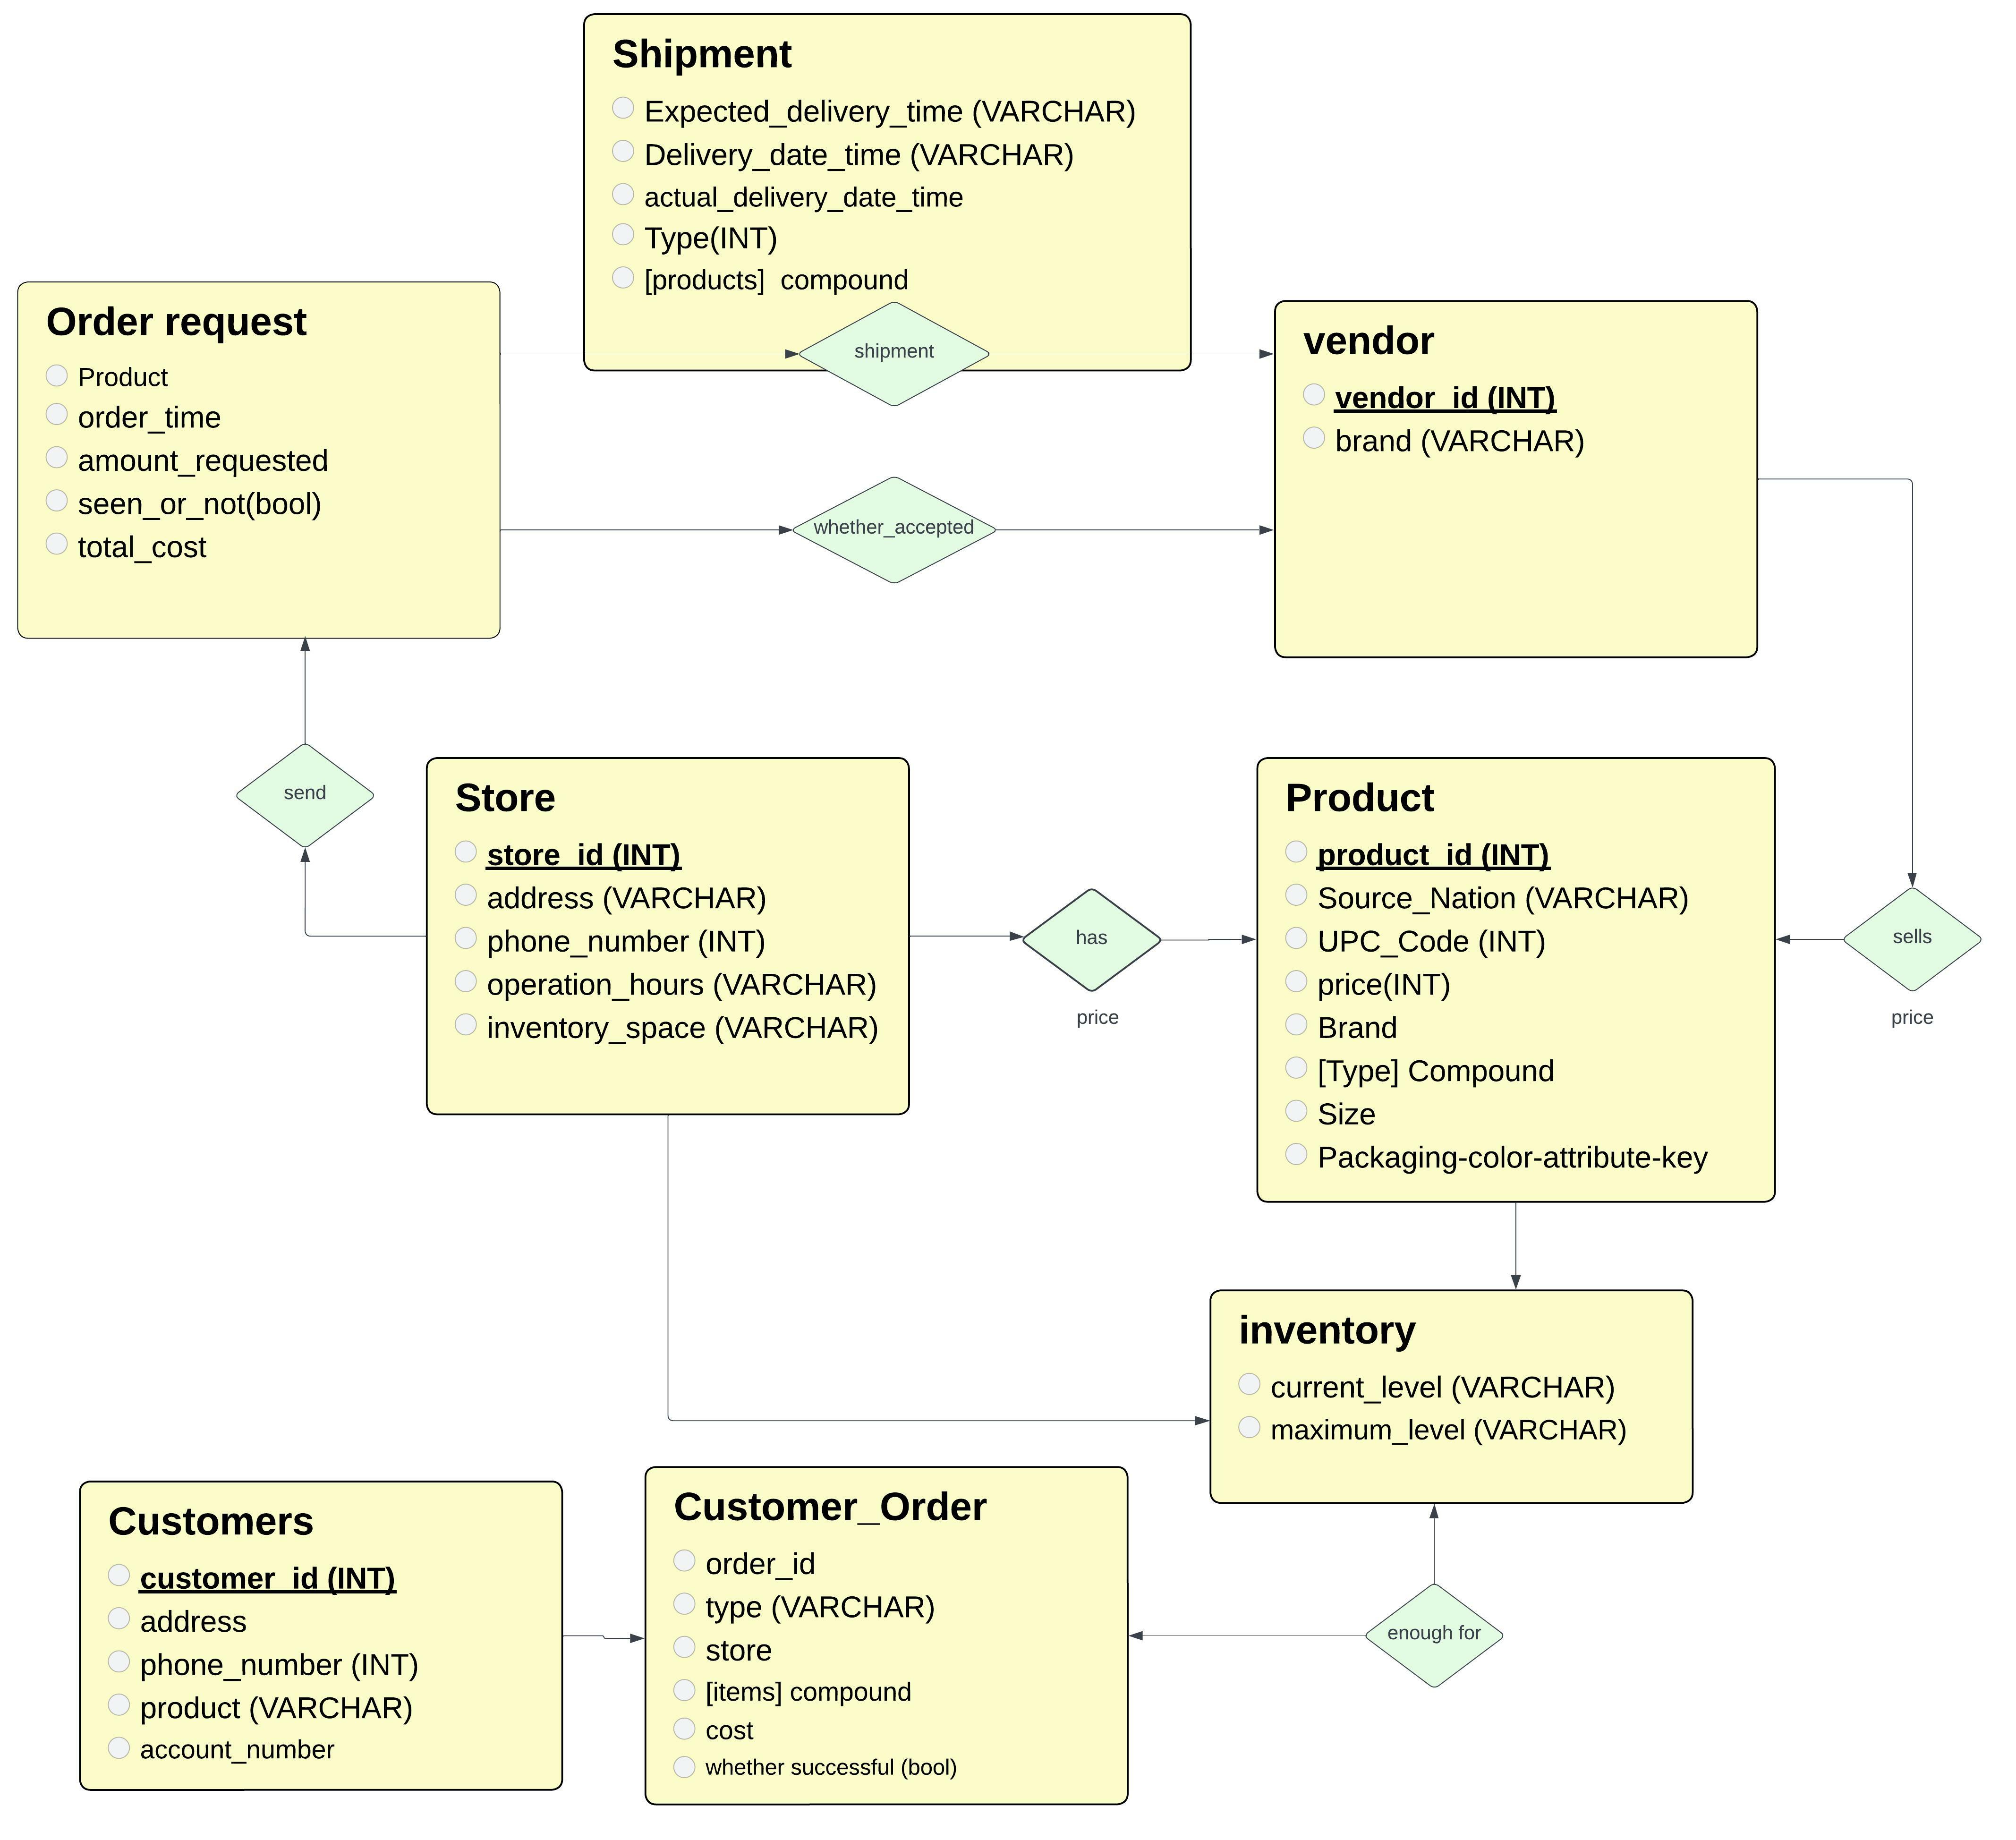 Shipment
Expected_delivery_time (VARCHAR)
Delivery_date_time (VARCHAR)
actual_delivery_date_time
Type(INT)
[products]  compound
shipment
Order request
Product
order_time
amount_requested
seen_or_not(bool)
total_cost
vendor
vendor_id (INT)
brand (VARCHAR)
whether_accepted
send
Store
store_id (INT)
address (VARCHAR)
phone_number (INT)
operation_hours (VARCHAR)
inventory_space (VARCHAR)
has
price
Product
product_id (INT)
Source_Nation (VARCHAR)
UPC_Code (INT)
price(INT)
Brand
[Type] Compound
Size
Packaging-color-attribute-key
sells
price
inventory
current_level (VARCHAR)
maximum_level (VARCHAR)
Customers
customer_id (INT)
address
phone_number (INT)
product (VARCHAR)
account_number
Customer_Order
order_id
type (VARCHAR)
store
[items] compound
cost
whether successful (bool)
enough for